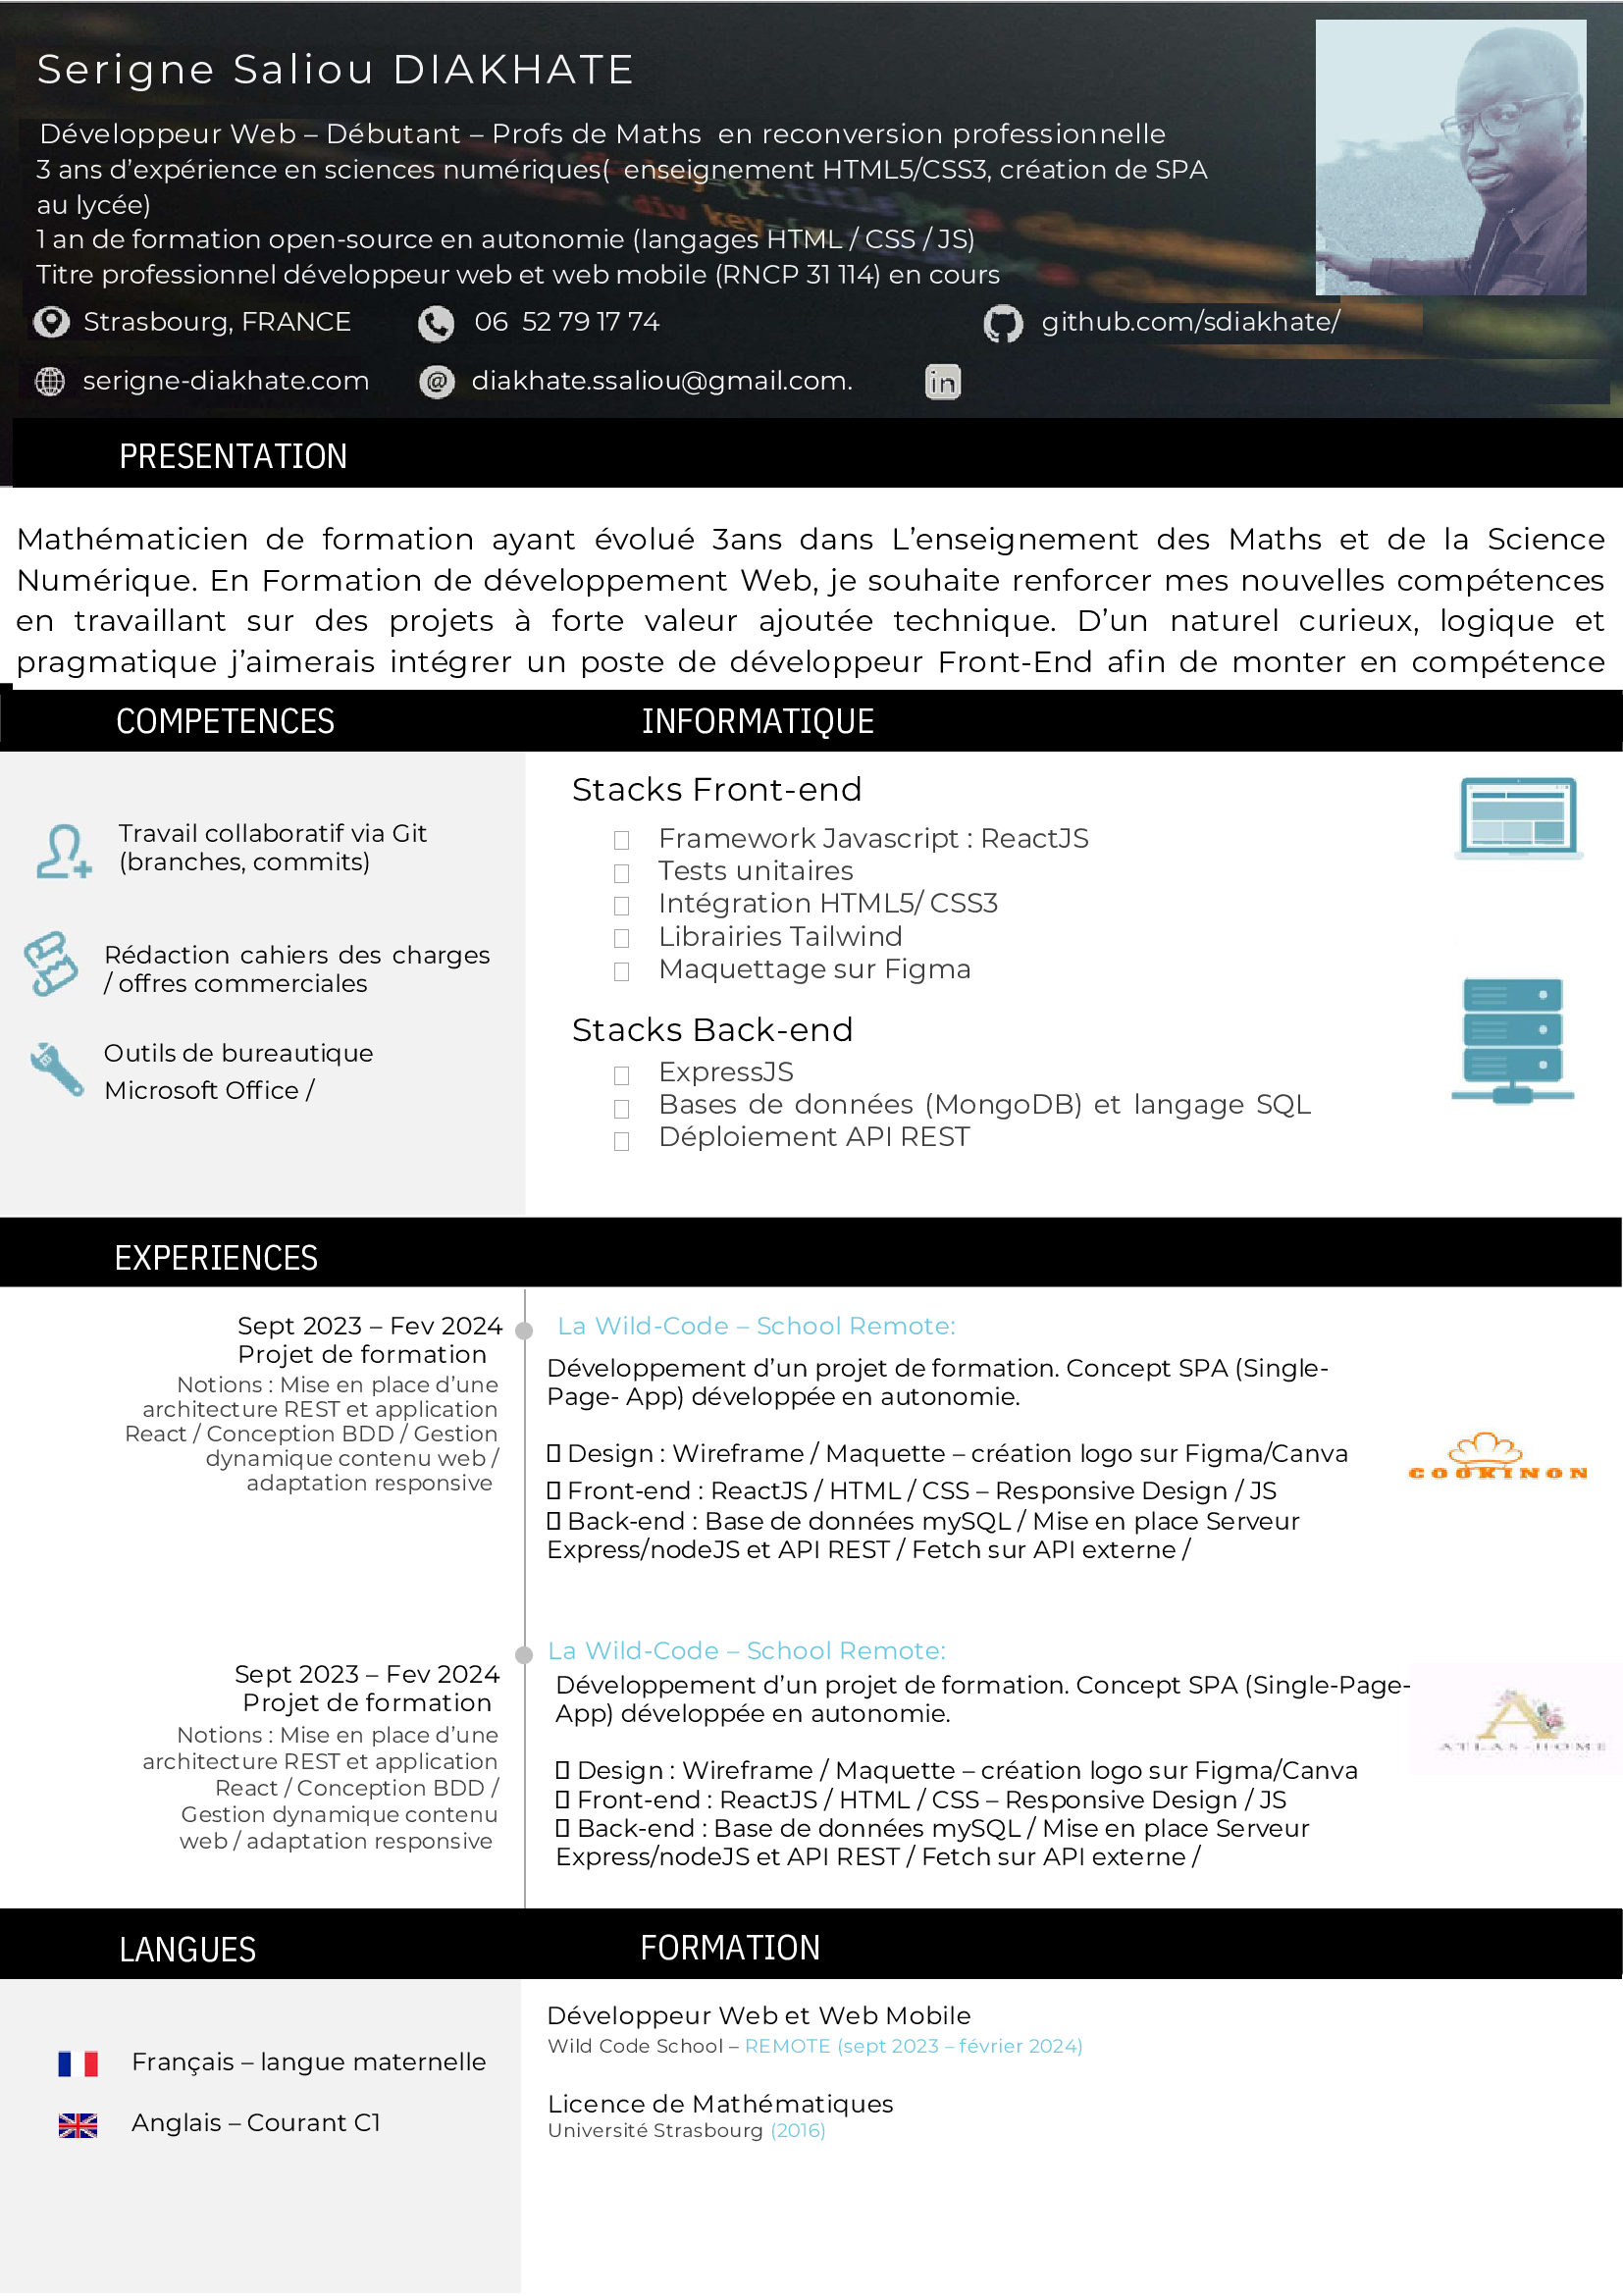 Serigne Saliou DIAKHATE
Développeur Web – Débutant – Profs de Maths en reconversion professionnelle
3 ans d’expérience en sciences numériques( enseignement HTML5/CSS3, création de SPA
au lycée)
1 an de formation open-source en autonomie (langages HTML / CSS / JS)
Titre professionnel développeur web et web mobile (RNCP 31 114) en cours
Strasbourg, FRANCE
06 52 79 17 74
github.com/sdiakhate/
serigne-diakhate.com
diakhate.ssaliou@gmail.com.
in
PRESENTATION
Mathématicien de formation ayant évolué 3ans dans L’enseignement des Maths et de la Science
Numérique. En Formation de développement Web, je souhaite renforcer mes nouvelles compétences
en travaillant sur des projets à forte valeur ajoutée technique. D’un naturel curieux, logique et
pragmatique j’aimerais intégrer un poste de développeur Front-End afin de monter en compétence
COMPETENCES
Travail collaboratif via Git
(branches, commits)
Rédaction cahiers des charges
/ offres commerciales
Outils de bureautique
Microsoft Office /
INFORMATIQUE
Stacks Front-end
Framework Javascript : ReactJS
Tests unitaires
Intégration HTML5/ CSS3
Librairies Tailwind
Maquettage sur Figma
Stacks Back-end
ExpressJS
Bases de données (MongoDB) et langage SQL
Déploiement API REST
EXPERIENCES
Sept 2023 – Fev 2024
Projet de formation
Notions : Mise en place d’une
architecture REST et application
React / Conception BDD / Gestion
dynamique contenu web /
adaptation responsive
La Wild-Code – School Remote:
Développement d’un projet de formation. Concept SPA (Single-
Page- App) développée en autonomie.
Design : Wireframe / Maquette – création logo sur Figma/Canva
Front-end : ReactJS / HTML / CSS – Responsive Design / JS
Back-end : Base de données mySQL / Mise en place Serveur
Express/nodeJS et API REST / Fetch sur API externe /
COOKINON
Sept 2023 – Fev 2024
Projet de formation
Notions : Mise en place d’une
architecture REST et application
React / Conception BDD /
Gestion dynamique contenu
web / adaptation responsive
La Wild-Code – School Remote:
Développement d’un projet de formation. Concept SPA (Single-Page-
App) développée en autonomie.
Design : Wireframe / Maquette – création logo sur Figma/Canva
Front-end : ReactJS / HTML / CSS – Responsive Design / JS
Back-end : Base de données mySQL / Mise en place Serveur
Express/nodeJS et API REST / Fetch sur API externe /
A
ATLAS-HOME
LANGUES
Français – langue maternelle
Anglais – Courant C1
FORMATION
Développeur Web et Web Mobile
Wild Code School – REMOTE (sept 2023 – février 2024)
Licence de Mathématiques
Université Strasbourg (2016)